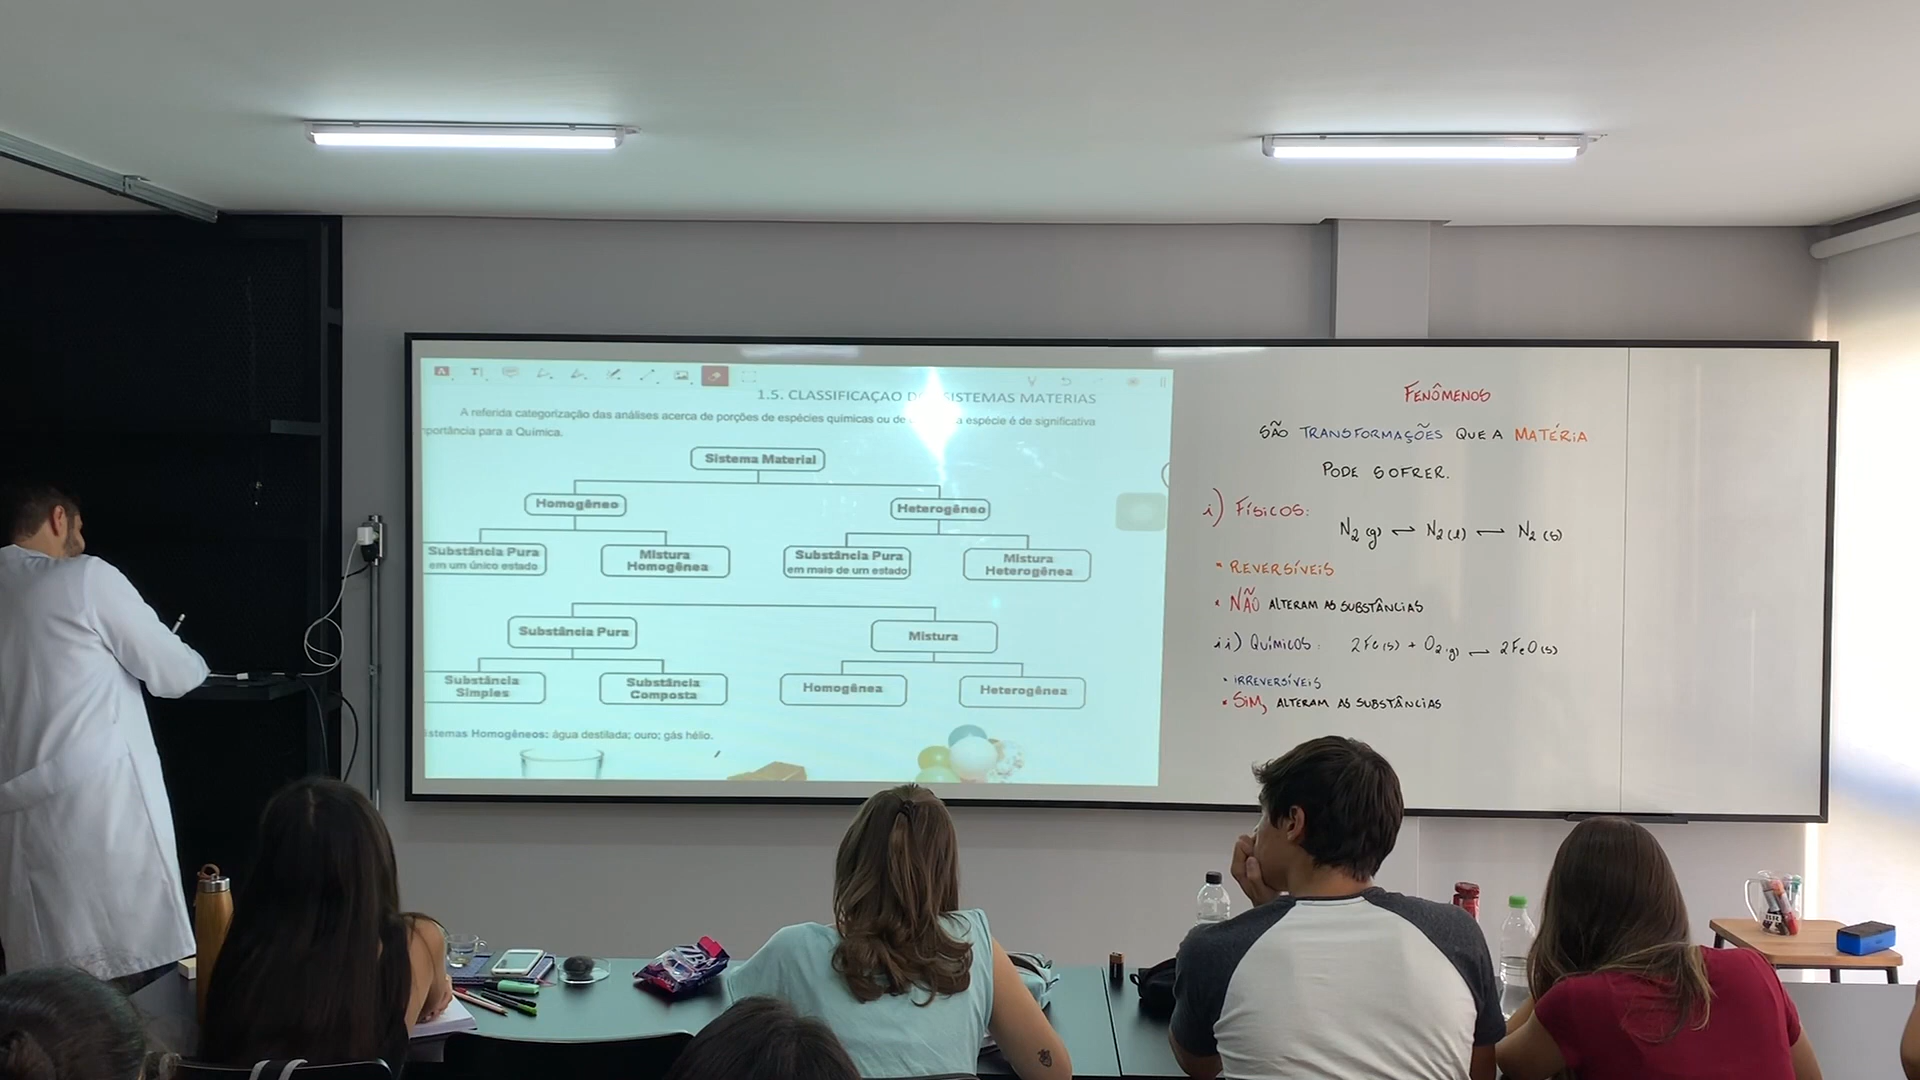 1.5. CLASSIFICAÇÃO SISTEMAS MATERIAS
A referida categorização das análises acerca de porções de espécies químicas ou de espécie é de significativa
portância para a Química.
Sistema Material
Homogêneo
Heterogêneo
Substância Pura
em um único estado
Mistura
Homogênea
Substância Pura
em mais de um estado
Mistura
Heterogênea
Substância Pura
Mistura
Substância
Simples
Substância
Composta
Homogênea
Heterogênea
stemas Homogêneos: água destilada; ouro; gás hélio.
FENÔMENOS
SÃO TRANSFORMAÇÕES QUE A MATÉRIA
PODE SOFRER.
i) FÍSICOS:
N2(g) ⇌ N2(l) ⇌ N2(s)
• REVERSÍVEIS
• NÃO ALTERAM AS SUBSTÂNCIAS
ii) QUÍMICOS: 2Fe(s) + O2(g) ⇌ 2FeO(s)
• IRREVERSÍVEIS
• SIM, ALTERAM AS SUBSTÂNCIAS